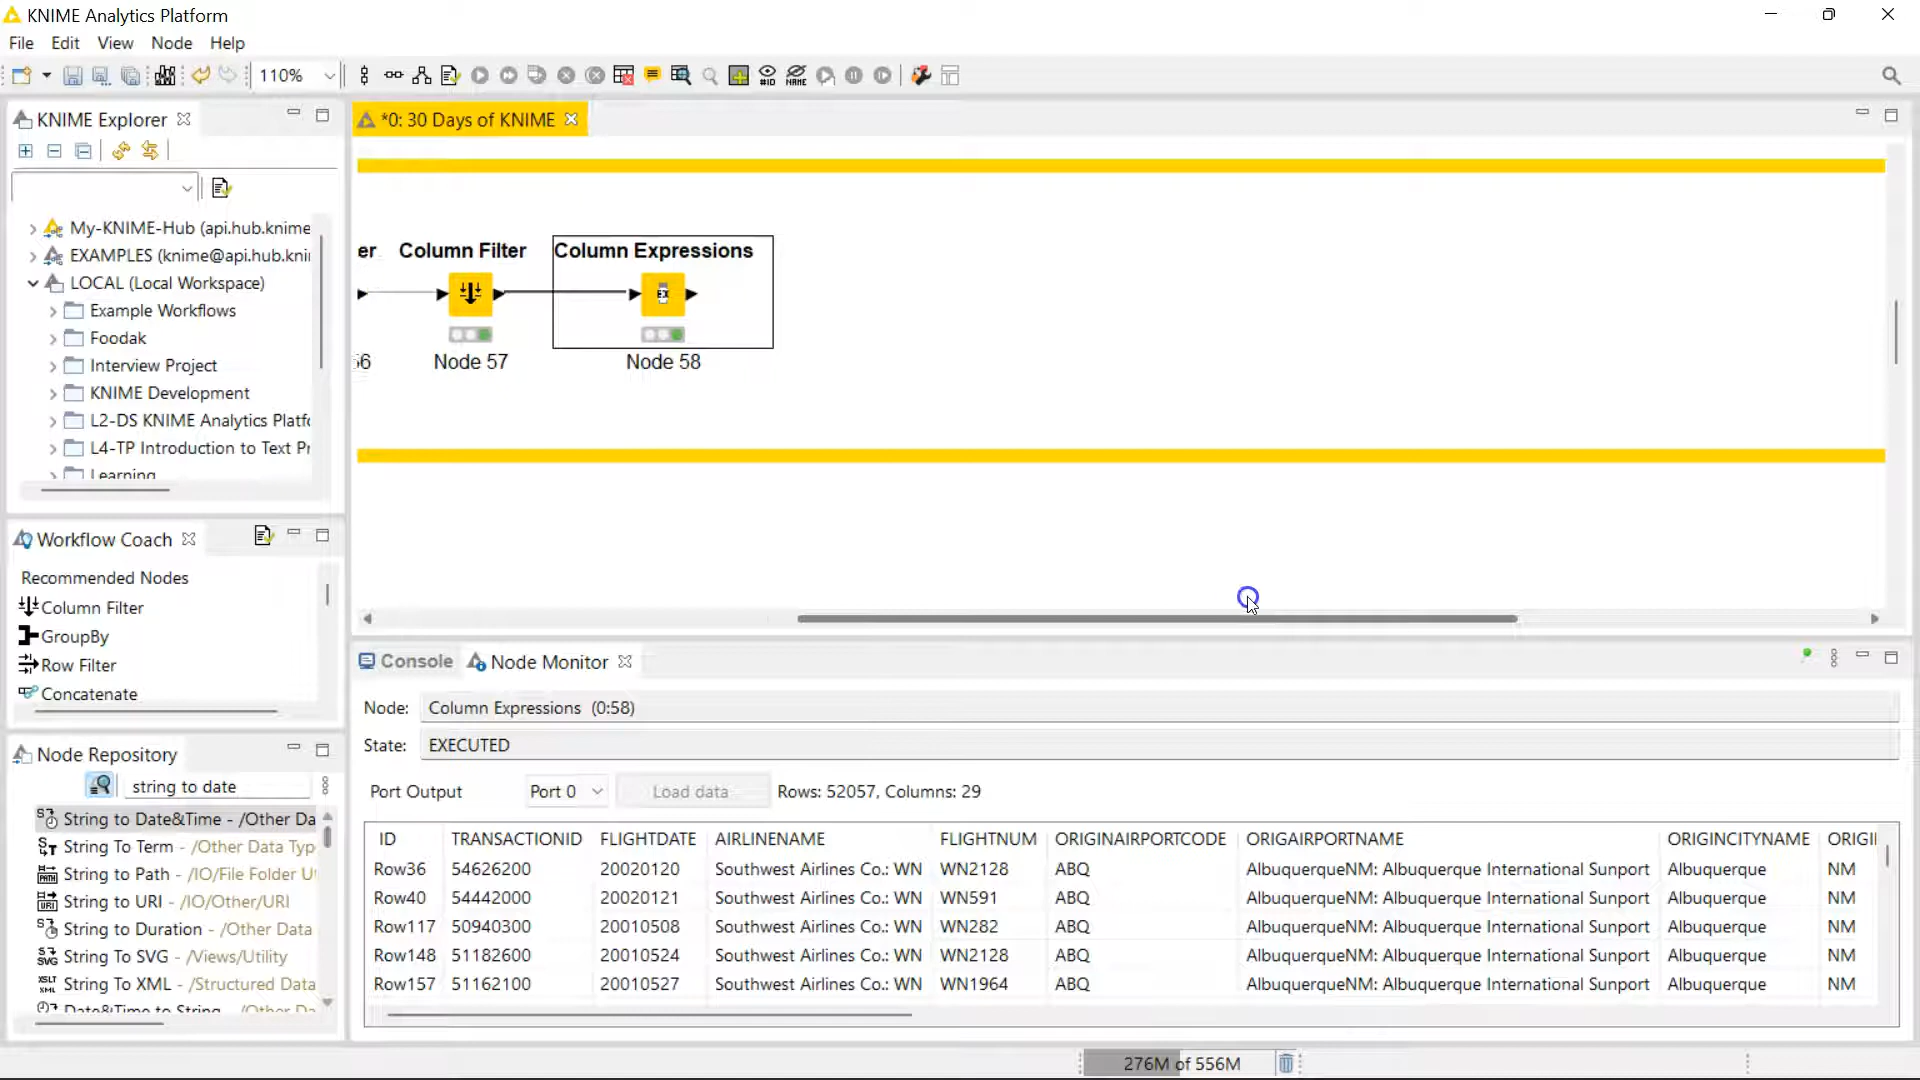 KNIME Analytics Platform
File Edit View Node Help
110%
KNIME Explorer
My-KNIME-Hub (api.hub.knime
EXAMPLES (knime@api.hub.kni
LOCAL (Local Workspace)
Example Workflows
Foodak
Interview Project
KNIME Development
L2-DS KNIME Analytics Platfo
L4-TP Introduction to Text Pr
Learning
*0: 30 Days of KNIME
er Column Filter Column Expressions
56 Node 57 Node 58
Workflow Coach
Recommended Nodes
Column Filter
GroupBy
Row Filter
Concatenate
Node Repository
string to date
String to Date&Time - /Other Da
String To Term - /Other Data Typ
String to Path - /IO/File Folder U
String to URI - /IO/Other/URI
String to Duration - /Other Data
String To SVG - /Views/Utility
String To XML - /Structured Data
Date&Time to String - /Other Da
Console Node Monitor
Node: Column Expressions (0:58)
State: EXECUTED
Port Output Port 0 Load data Rows: 52057, Columns: 29
ID TRANSACTIONID FLIGHTDATE AIRLINENAME FLIGHTNUM ORIGINAIRPORTCODE ORIGAIRPORTNAME ORIGINCITYNAME ORIGI
Row36 54626200 20020120 Southwest Airlines Co.: WN WN2128 ABQ AlbuquerqueNM: Albuquerque International Sunport Albuquerque NM
Row40 54442000 20020121 Southwest Airlines Co.: WN WN591 ABQ AlbuquerqueNM: Albuquerque International Sunport Albuquerque NM
Row117 50940300 20010508 Southwest Airlines Co.: WN WN282 ABQ AlbuquerqueNM: Albuquerque International Sunport Albuquerque NM
Row148 51182600 20010524 Southwest Airlines Co.: WN WN2128 ABQ AlbuquerqueNM: Albuquerque International Sunport Albuquerque NM
Row157 51162100 20010527 Southwest Airlines Co.: WN WN1964 ABQ AlbuquerqueNM: Albuquerque International Sunport Albuquerque NM
276M of 556M